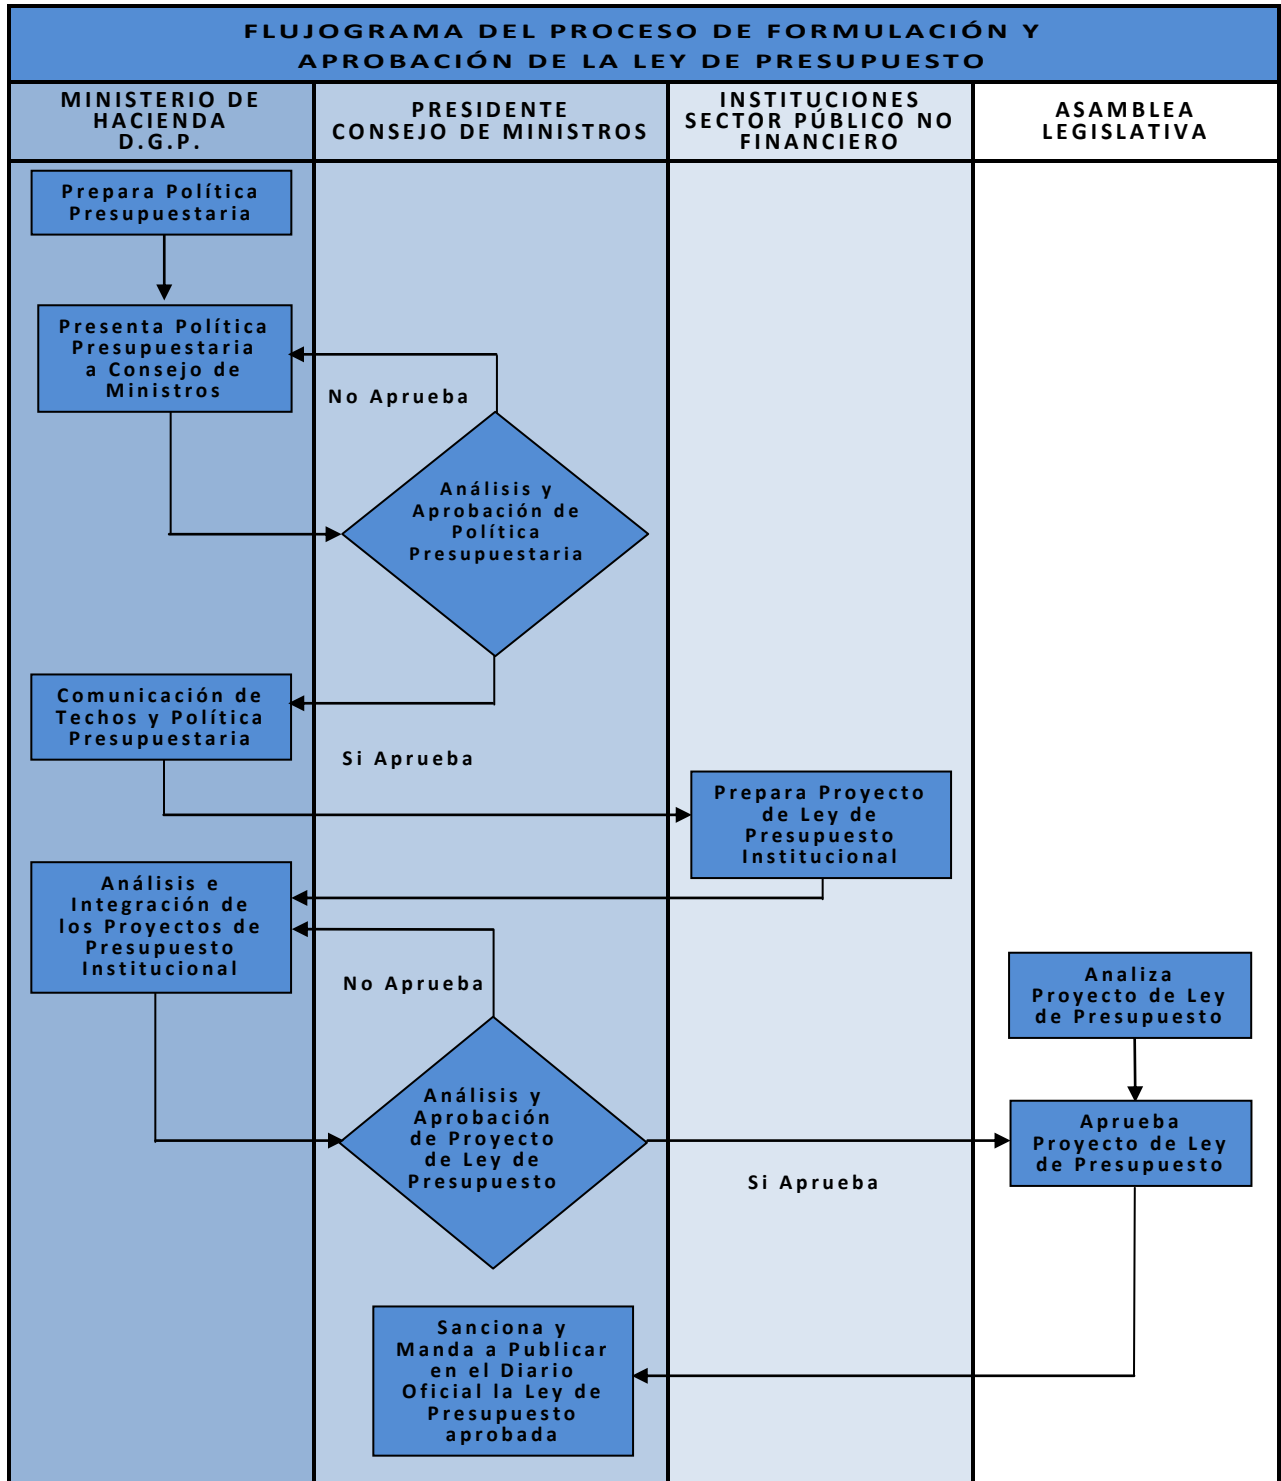 FLUJOGRAMA DEL PROCESO DE FORMULACIÓN Y
APROBACIÓN DE LA LEY DE PRESUPUESTO
MINISTERIO DE
HACIENDA
D.G.P.
PRESIDENTE
CONSEJO DE MINISTROS
INSTITUCIONES
SECTOR PÚBLICO NO
FINANCIERO
ASAMBLEA
LEGISLATIVA
Prepara Política
Presupuestaria
Presenta Política
Presupuestaria
a Consejo de
Ministros
No Aprueba
Análisis y
Aprobación de
Política
Presupuestaria
Comunicación de
Techos y Política
Presupuestaria
Si Aprueba
Prepara Proyecto
de Ley de
Presupuesto
Institucional
Análisis e
Integración de
los Proyectos de
Presupuesto
Institucional
No Aprueba
Analiza
Proyecto de Ley
de Presupuesto
Análisis y
Aprobación
de Proyecto
de Ley de
Presupuesto
Si Aprueba
Aprueba
Proyecto de Ley
de Presupuesto
Sanciona y
Manda a Publicar
en el Diario
Oficial la Ley de
Presupuesto
aprobada